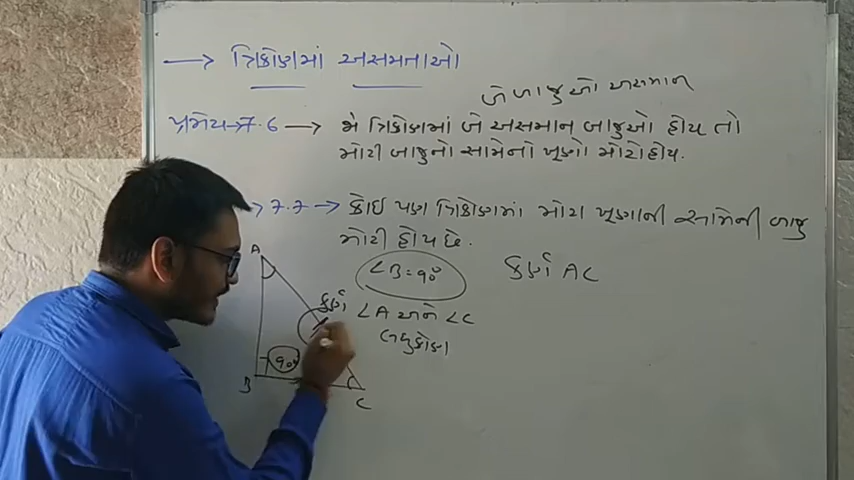 → ત્રિકોણમાં અસમતાઓ
બે બાજુઓ અસમાન
પ્રમેય→7.6 → જો ત્રિકોણમાં બે અસમાન બાજુઓ હોય તો
મોટી બાજુનો સામેનો ખૂણો મોટો હોય.
→ 7.7 → કોઈ પણ ત્રિકોણમાં મોટા ખૂણાની સામેની બાજુ
મોટી હોય છે.
A
∠B = 90°
કર્ણ AC
કર્ણ
∠A અને ∠C
લઘુકોણ
90°
B
C